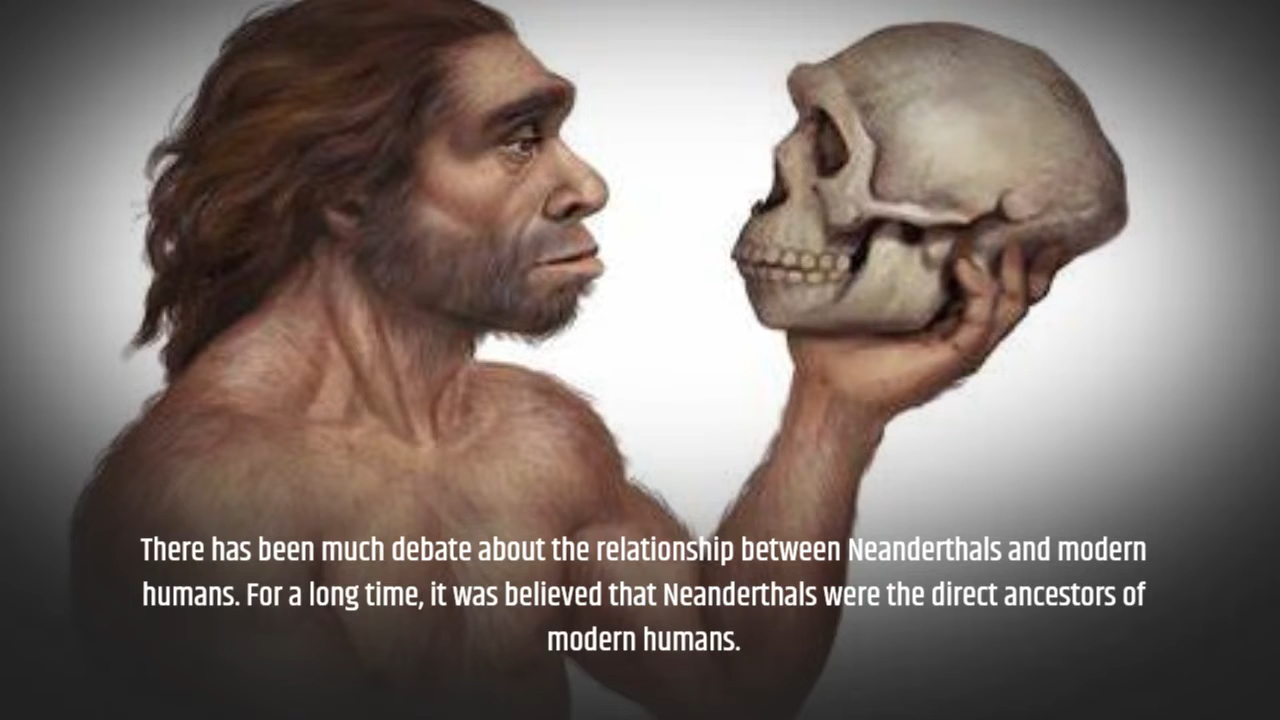 There has been much debate about the relationship between Neanderthals and modern
humans. For a long time, it was believed that Neanderthals were the direct ancestors of
modern humans.